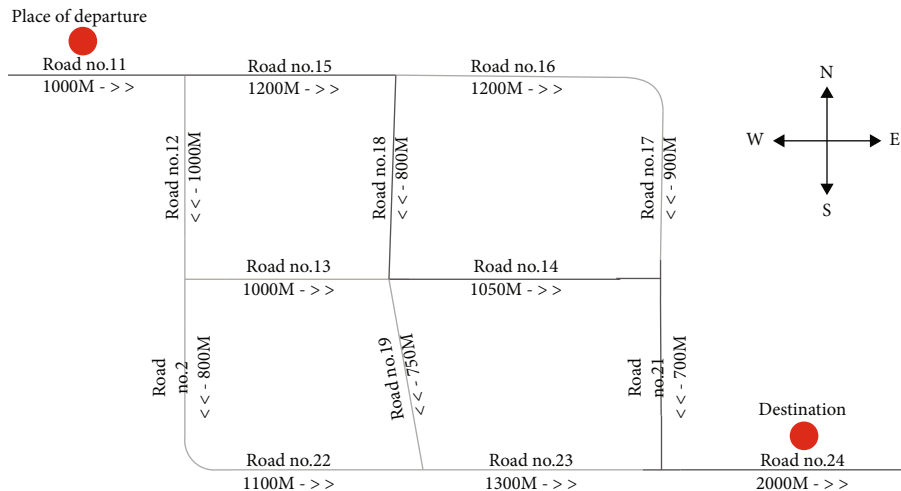 Place of departure
Road no.11
1000M - > >
Road no.15
1200M - > >
Road no.16
1200M - > >
N
W
E
S
Road no.12
< < - 1000M
Road no.18
< < - 800M
Road no.17
< < - 900M
Road no.13
1000M - > >
Road no.14
1050M - > >
Road
no.2
< < - 800M
Road no.19
< < - 750M
Road
no.21
< < - 700M
Destination
Road no.22
1100M - > >
Road no.23
1300M - > >
Road no.24
2000M - > >